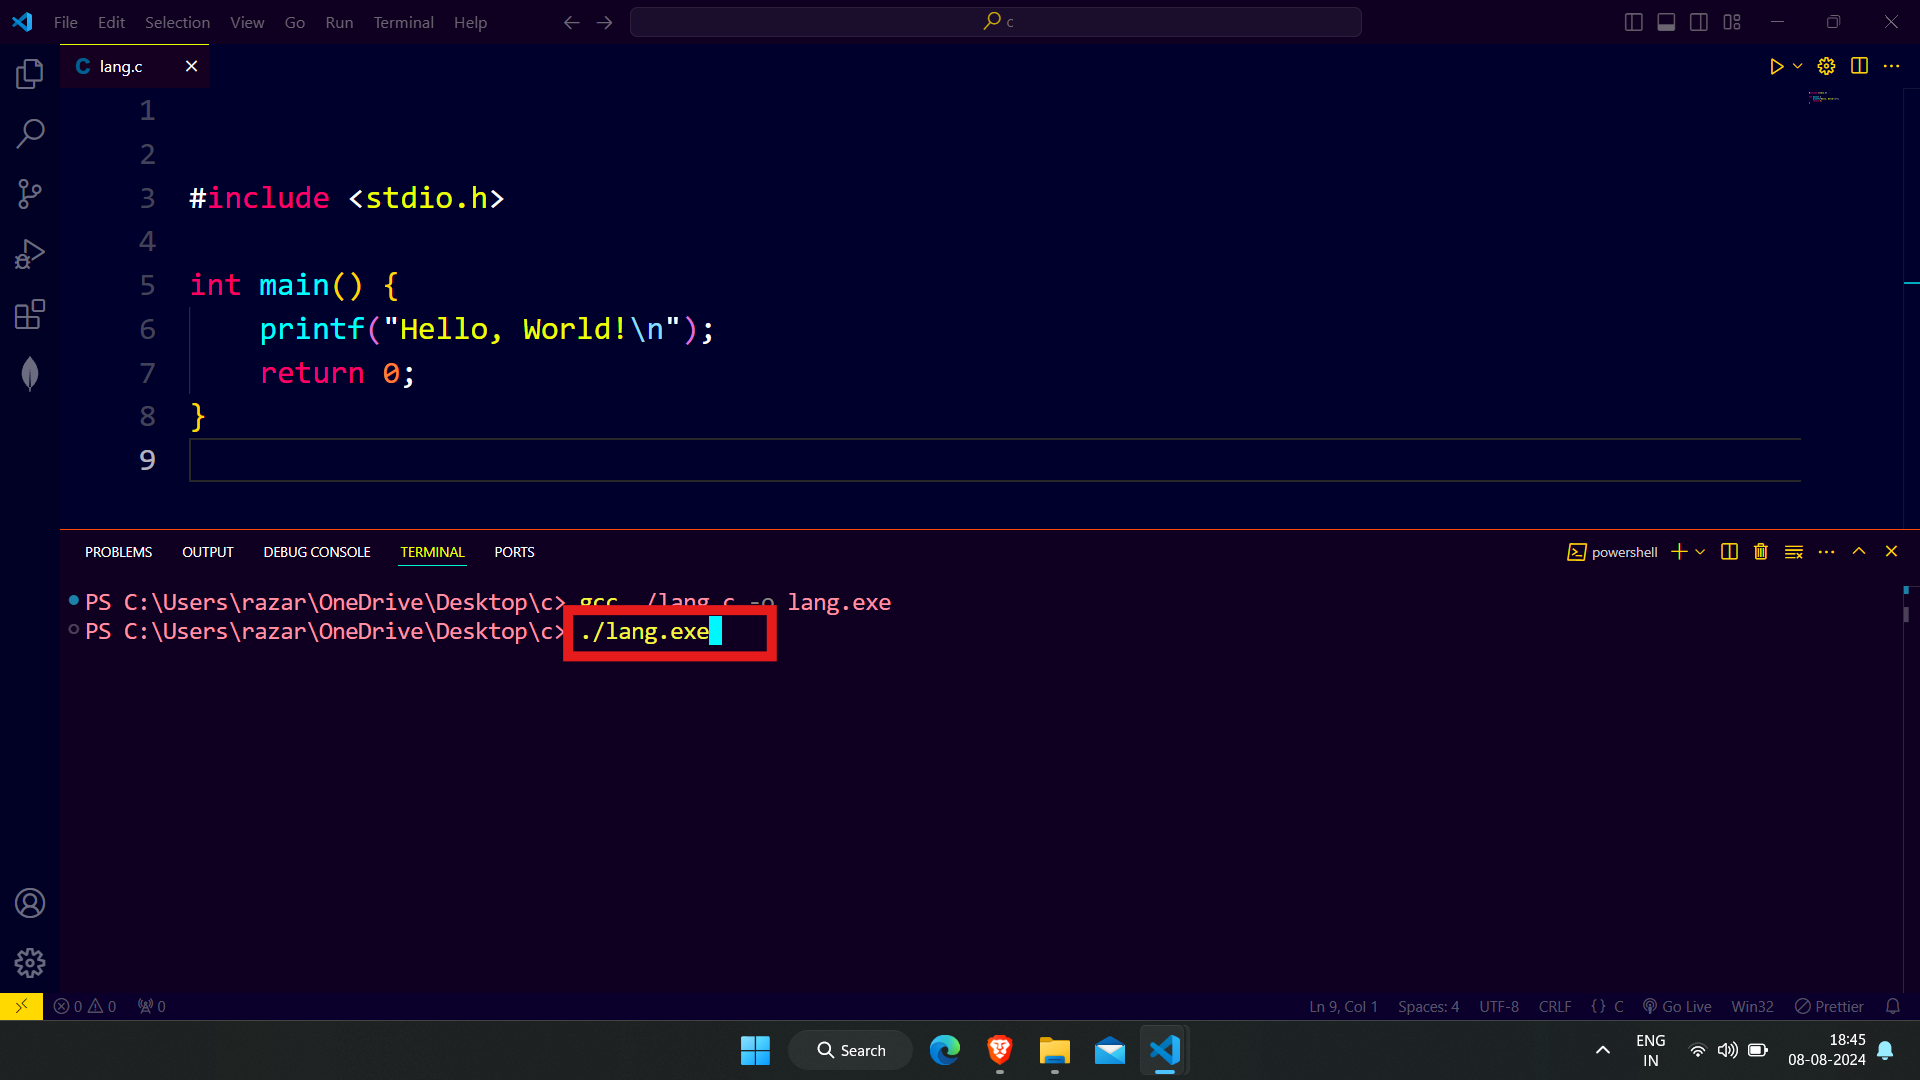 File Edit Selection View Go Run Terminal Help
c
C lang.c
1
2
3 #include <stdio.h>
4
5 int main() {
6 printf("Hello, World!\n");
7 return 0;
8 }
9
PROBLEMS OUTPUT DEBUG CONSOLE TERMINAL PORTS
powershell
PS C:\Users\razar\OneDrive\Desktop\c> gcc ./lang.c -o lang.exe
PS C:\Users\razar\OneDrive\Desktop\c> ./lang.exe
0 0 0
Ln 9, Col 1 Spaces: 4 UTF-8 CRLF {} C Go Live Win32 Prettier
Search
ENG
IN
18:45
08-08-2024